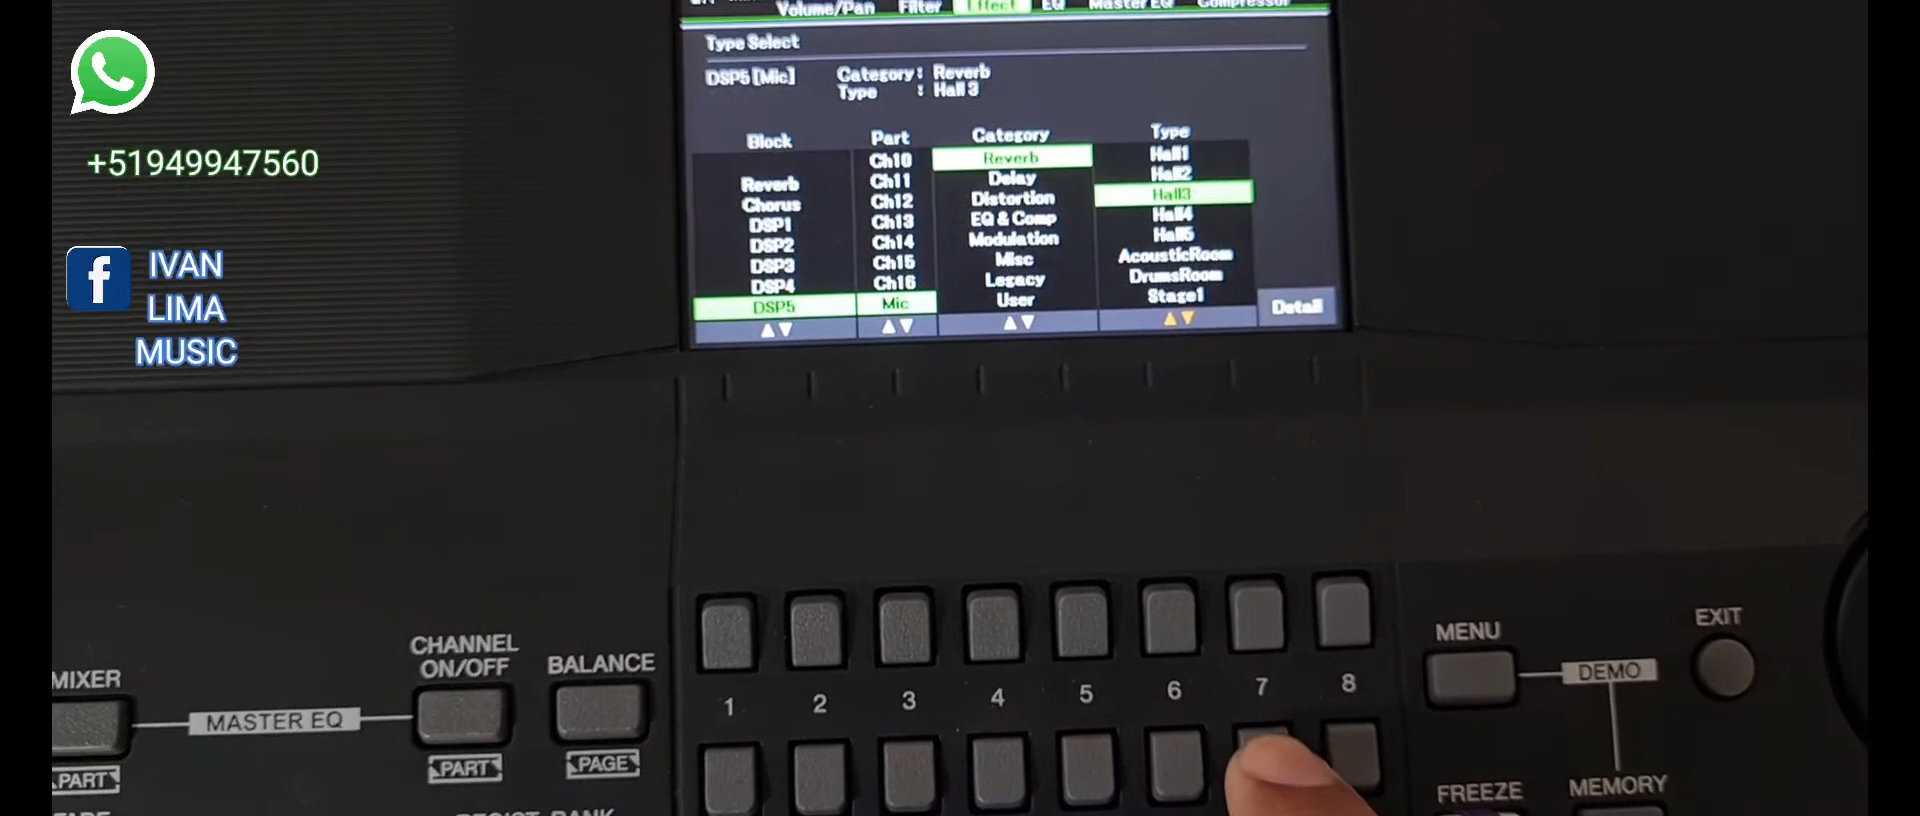 Volume/Pan Filter Effect EQ Master EQ Compressor
Type Select
DSP5 [Mic] Category : Reverb
Type : Hall 3
Block Part Category Type
Ch10 Reverb Hall1
Reverb Ch11 Delay Hall2
Chorus Ch12 Distortion Hall3
DSP1 Ch13 EQ & Comp Hall4
DSP2 Ch14 Modulation Hall5
DSP3 Ch15 Misc AcousticRoom
DSP4 Ch16 Legacy DrumsRoom
DSP5 Mic User Stage1
Detail
+51949947560
f
IVAN
LIMA
MUSIC
MIXER
MASTER EQ
CHANNEL
ON/OFF
BALANCE
PART
PART
PAGE
1 2 3 4 5 6 7 8
MENU
DEMO
EXIT
FREEZE
MEMORY